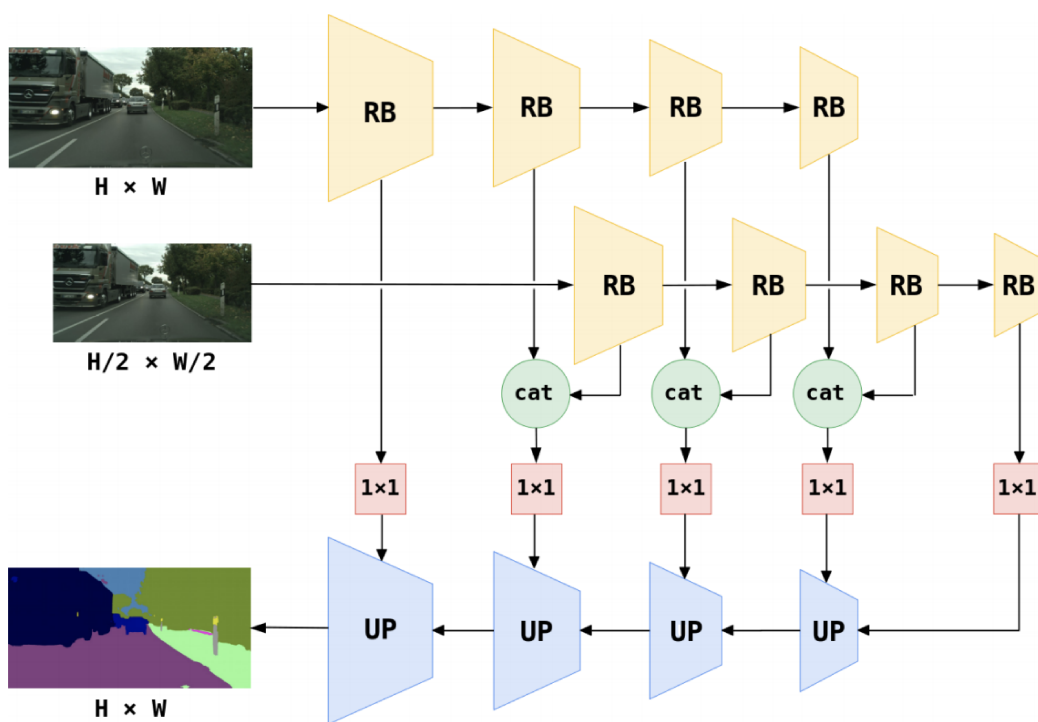 RB
RB
RB
RB
H × W
RB
RB
RB
RB
H/2 × W/2
cat
cat
cat
1×1
1×1
1×1
1×1
1×1
UP
UP
UP
UP
H × W